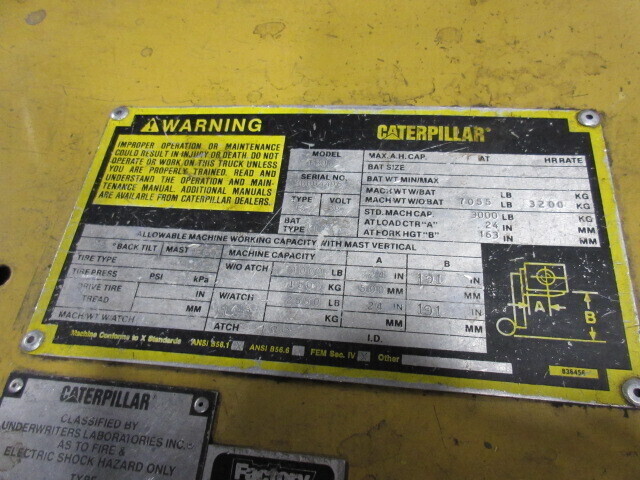 WARNING
IMPROPER OPERATION OR MAINTENANCE
COULD RESULT IN INJURY OR DEATH. DO NOT
OPERATE OR WORK ON THIS TRUCK UNLESS
YOU ARE PROPERLY TRAINED. READ AND
UNDERSTAND THE OPERATION AND MAIN-
TENANCE MANUAL. ADDITIONAL MANUALS
ARE AVAILABLE FROM CATERPILLAR DEALERS.
CATERPILLAR
MODEL MAX. A.H. CAP. AT HR RATE
BAT SIZE
SERIAL NO. BAT WT MIN/MAX
MACH WT W/BAT LB KG
TYPE VOLT MACH WT W/O BAT 7055 LB 3200 KG
STD. MACH CAP. 3000 LB KG
BAT TYPE AT LOAD CTR "A" 24 IN MM
AT FORK HGT "B" 163 IN MM
ALLOWABLE MACHINE WORKING CAPACITY WITH MAST VERTICAL
°BACK TILT MAST MACHINE CAPACITY A B
TIRE TYPE W/O ATCH LB IN 191 IN
TIRE PRESS PSI kPa KG MM MM
DRIVE TIRE TREAD IN W/ATCH LB 24 IN 191 IN
MM KG MM MM
MACH WT W/ATCH ATCH I.D.
Machine Conforms to X Standards ANSI B56.1 ANSI B56.5 FEM Sec. IV Other
A
B
CATERPILLAR
CLASSIFIED BY
UNDERWRITERS LABORATORIES INC.®
AS TO FIRE &
ELECTRIC SHOCK HAZARD ONLY
TYPE
Factory